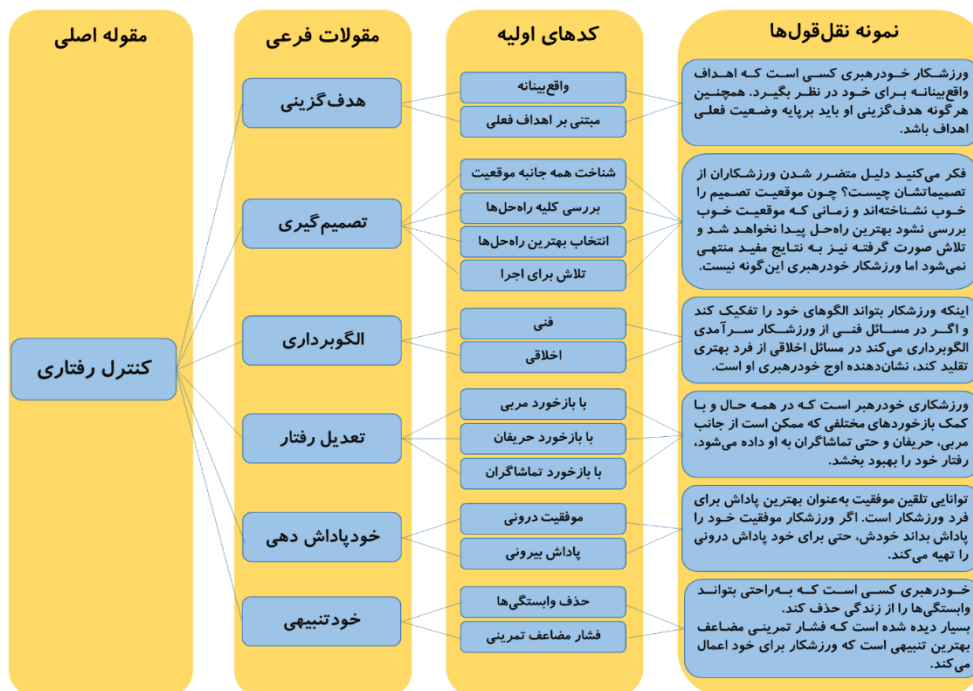 نمونه نقل‌قول‌ها
کدهای اولیه
مقولات فرعی
مقوله اصلی
ورزشکار خودرهبری کسی است که اهداف
واقع‌بینانه برای خود در نظر بگیرد. همچنین
هرگونه هدف‌گزینی او باید برپایه وضعیت فعلی
اهداف باشد.
واقع‌بینانه
مبتنی بر اهداف فعلی
هدف‌گزینی
فکر می‌کنید دلیل متضرر شدن ورزشکاران از
تصمیماتشان چیست؟ چون موقعیت تصمیم را
خوب نشناخته‌اند و زمانی که موقعیت خوب
بررسی نشود بهترین راه‌حل پیدا نخواهد شد و
تلاش صورت گرفته نیز به نتایج مفید منتهی
نمی‌شود اما ورزشکار خودرهبری این‌گونه نیست.
شناخت همه جانبه موقعیت
بررسی کلیه راه‌حل‌ها
انتخاب بهترین راه‌حل‌ها
تلاش برای اجرا
تصمیم‌گیری
اینکه ورزشکار بتواند الگوهای خود را تفکیک کند
و اگر در مسائل فنی از ورزشکار سرآمدی
الگوبرداری می‌کند در مسائل اخلاقی از فرد بهتری
تقلید کند، نشان‌دهنده اوج خودرهبری او است.
فنی
اخلاقی
الگوبرداری
کنترل رفتاری
ورزشکاری خودرهبر است که در همه حال و با
کمک بازخوردهای مختلفی که ممکن است از جانب
مربی، حریفان و حتی تماشاگران به او داده می‌شود،
رفتار خود را بهبود بخشد.
با بازخورد مربی
با بازخورد حریفان
با بازخورد تماشاگران
تعدیل رفتار
توانایی تلقین موفقیت به‌عنوان بهترین پاداش برای
فرد ورزشکار است. اگر ورزشکار موفقیت خود را
پاداش بداند خودش، حتی برای خود پاداش درونی
را تهیه می‌کند.
موفقیت درونی
پاداش بیرونی
خودپاداش دهی
خودرهبری کسی است که به‌راحتی بتواند
وابستگی‌ها را از زندگی حذف کند.
بسیار دیده شده است که فشار تمرینی مضاعف
بهترین تنبیهی است که ورزشکار برای خود اعمال
می‌کند.
حذف وابستگی‌ها
فشار مضاعف تمرینی
خودتنبیهی